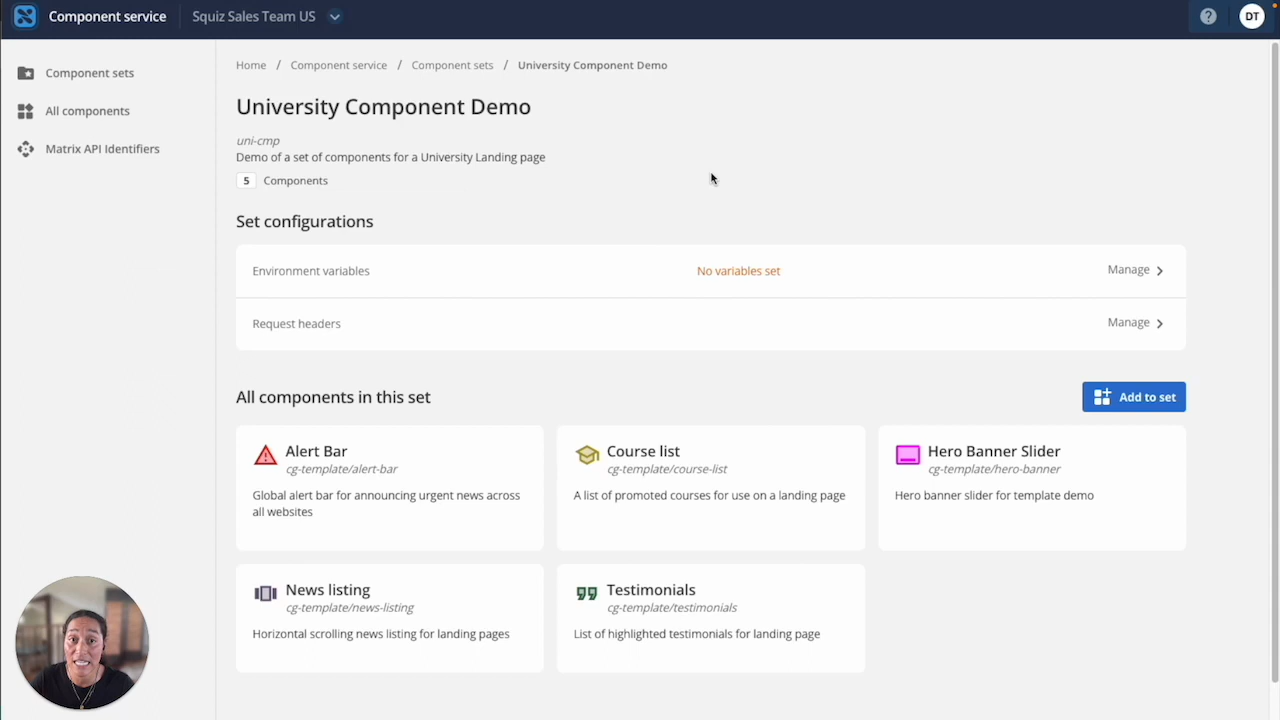 Component service
Squiz Sales Team US
DT
Component sets
All components
Matrix API Identifiers
Home / Component service / Component sets / University Component Demo
University Component Demo
uni-cmp
Demo of a set of components for a University Landing page
5 Components
Set configurations
Environment variables No variables set Manage
Request headers Manage
All components in this set
Add to set
Alert Bar
cg-template/alert-bar
Global alert bar for announcing urgent news across
all websites
Course list
cg-template/course-list
A list of promoted courses for use on a landing page
Hero Banner Slider
cg-template/hero-banner
Hero banner slider for template demo
News listing
cg-template/news-listing
Horizontal scrolling news listing for landing pages
Testimonials
cg-template/testimonials
List of highlighted testimonials for landing page